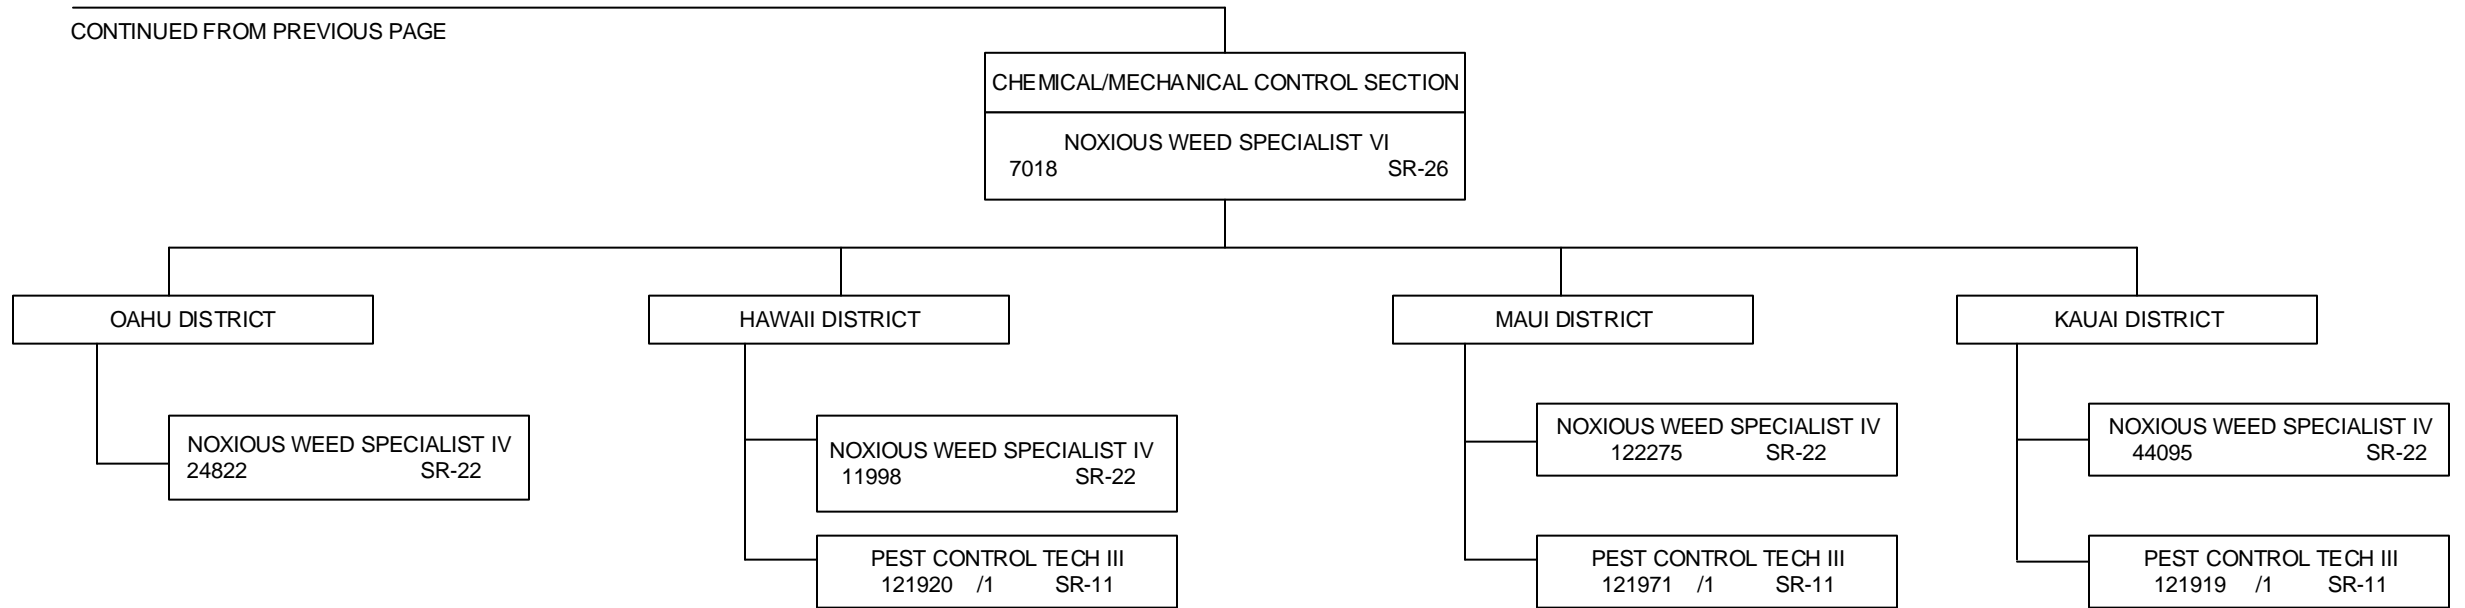 CONTINUED FROM PREVIOUS PAGE
CHEMICAL/MECHANICAL CONTROL SECTION
NOXIOUS WEED SPECIALIST VI
7018 SR-26
OAHU DISTRICT
HAWAII DISTRICT
MAUI DISTRICT
KAUAI DISTRICT
NOXIOUS WEED SPECIALIST IV
24822 SR-22
NOXIOUS WEED SPECIALIST IV
11998 SR-22
PEST CONTROL TECH III
121920 /1 SR-11
NOXIOUS WEED SPECIALIST IV
122275 SR-22
PEST CONTROL TECH III
121971 /1 SR-11
NOXIOUS WEED SPECIALIST IV
44095 SR-22
PEST CONTROL TECH III
121919 /1 SR-11